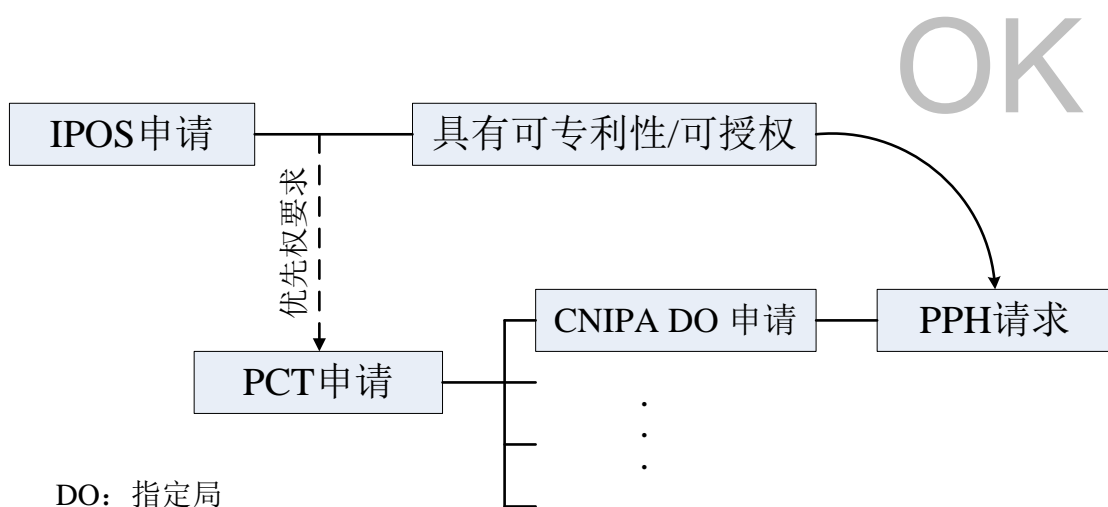 OK
IPOS申请
具有可专利性/可授权
优先权要求
CNIPA DO 申请
PPH请求
PCT申请
DO：指定局